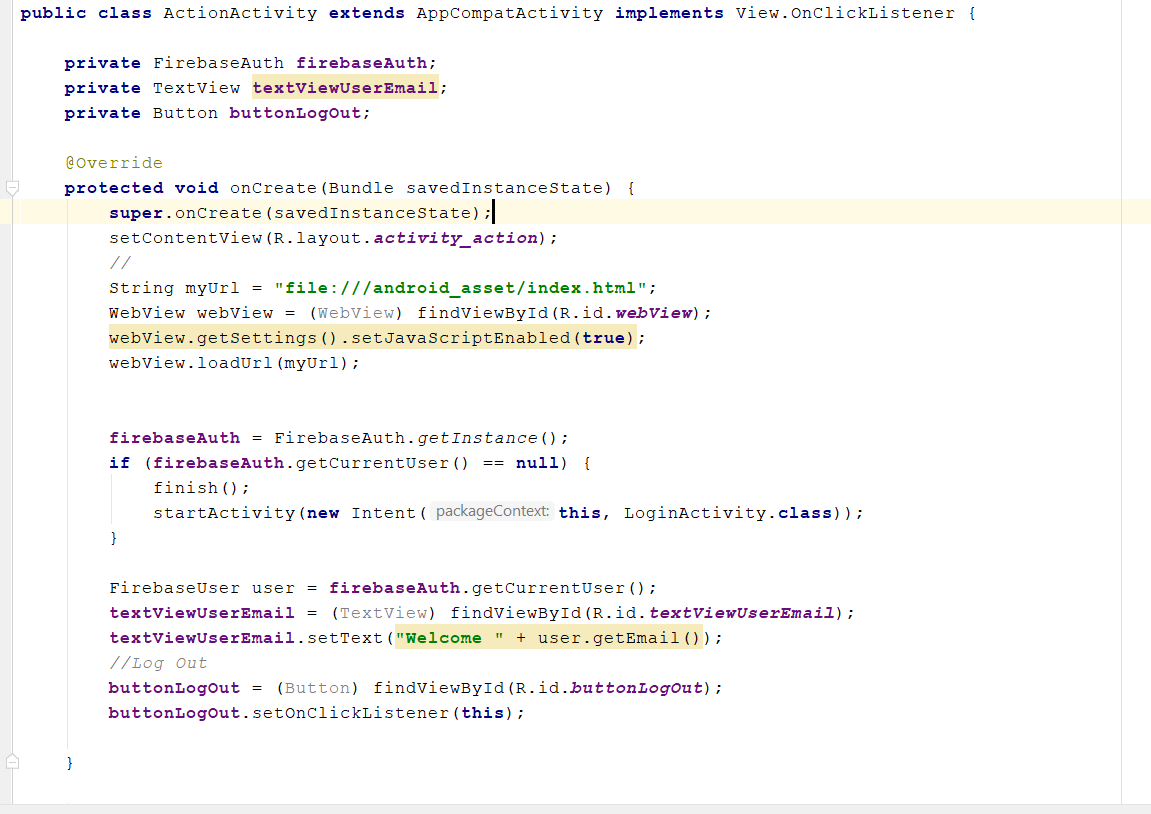 public class ActionActivity extends AppCompatActivity implements View.OnClickListener {
private FirebaseAuth firebaseAuth;
private TextView textViewUserEmail;
private Button buttonLogOut;
@Override
protected void onCreate(Bundle savedInstanceState) {
super.onCreate(savedInstanceState);
setContentView(R.layout.activity_action);
//
String myUrl = "file:///android_asset/index.html";
WebView webView = (WebView) findViewById(R.id.webView);
webView.getSettings().setJavaScriptEnabled(true);
webView.loadUrl(myUrl);
firebaseAuth = FirebaseAuth.getInstance();
if (firebaseAuth.getCurrentUser() == null) {
finish();
startActivity(new Intent( packageContext: this, LoginActivity.class));
}
FirebaseUser user = firebaseAuth.getCurrentUser();
textViewUserEmail = (TextView) findViewById(R.id.textViewUserEmail);
textViewUserEmail.setText("Welcome " + user.getEmail());
//Log Out
buttonLogOut = (Button) findViewById(R.id.buttonLogOut);
buttonLogOut.setOnClickListener(this);
}